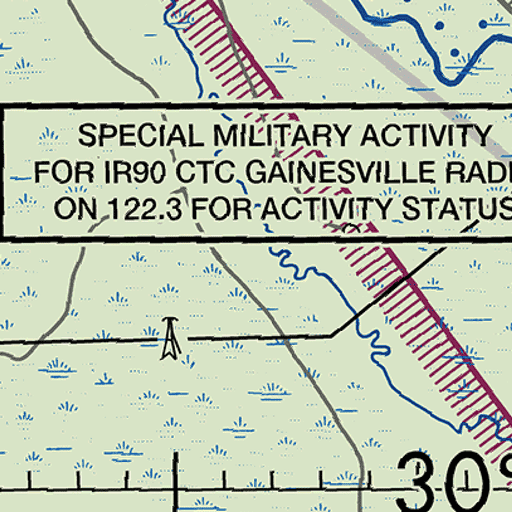 SPECIAL MILITARY ACTIVITY
FOR IR90 CTC GAINESVILLE RADI
ON 122.3 FOR ACTIVITY STATUS
30°